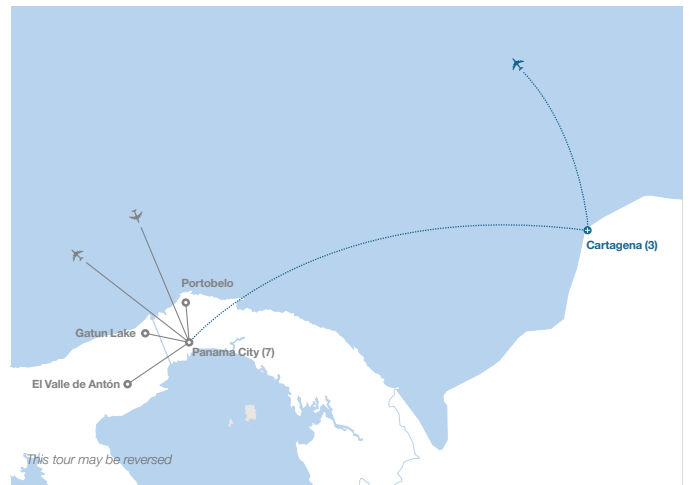 Cartagena (3)
Portobelo
Gatun Lake
Panama City (7)
El Valle de Antón
This tour may be reversed